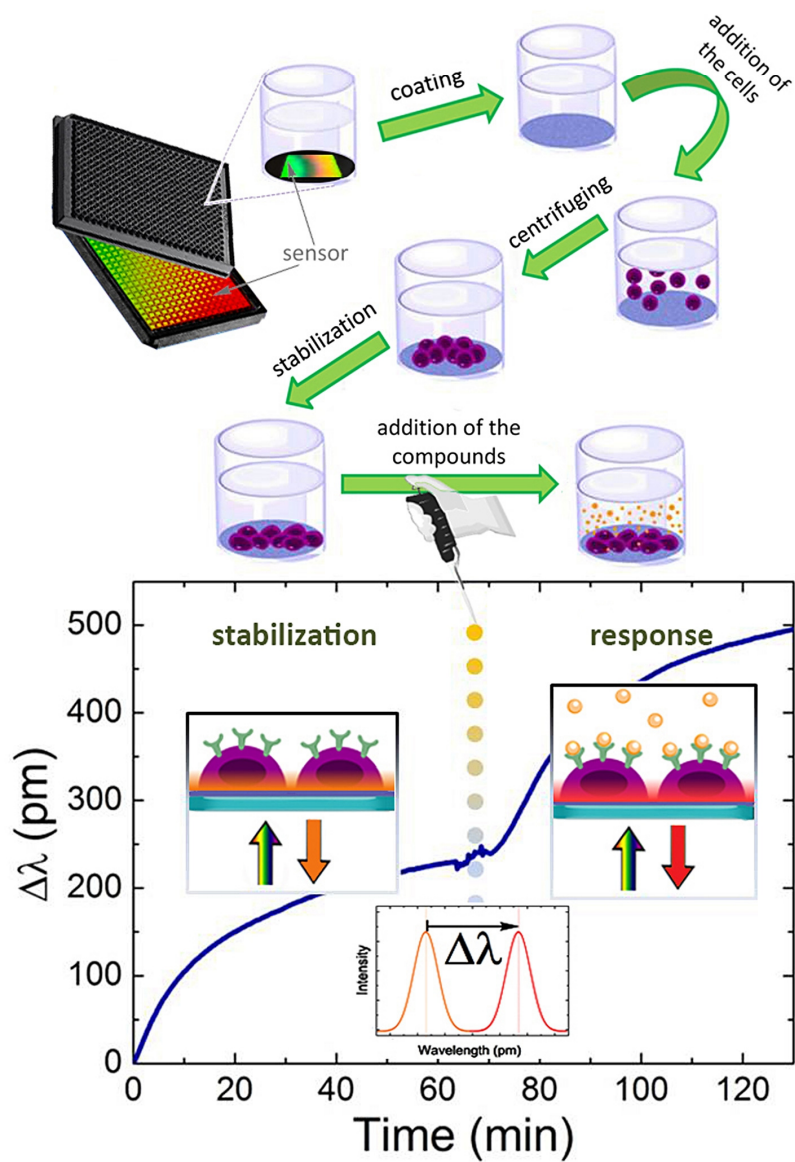 coating
addition of
the cells
sensor
centrifuging
stabilization
addition of the
compounds
stabilization
response
Δλ (pm)
500
400
300
200
100
0
Δλ
Intensity
Wavelength (pm)
0
20
40
60
80
100
120
Time (min)